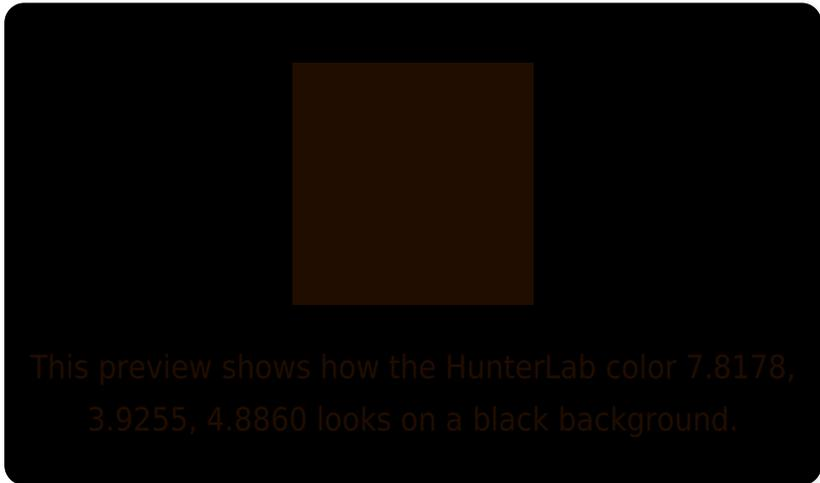 This preview shows how the HunterLab color 7.8178,
3.9255, 4.8860 looks on a black background.